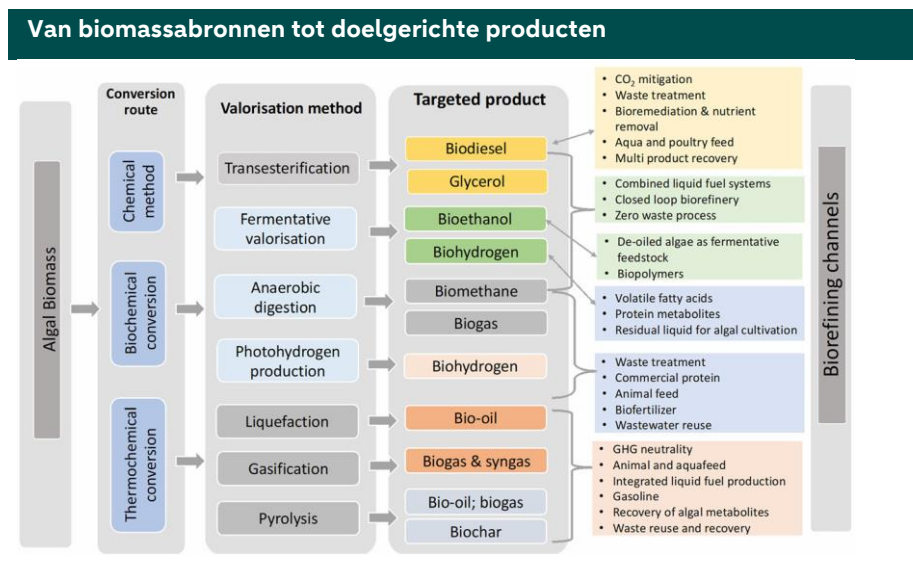 Van biomassabronnen tot doelgerichte producten
Algal Biomass
Conversion
route
Chemical
method
Biochemical
conversion
Thermochemical
conversion
Valorisation method
Transesterification
Fermentative
valorisation
Anaerobic
digestion
Photohydrogen
production
Liquefaction
Gasification
Pyrolysis
Targeted product
Biodiesel
Glycerol
Bioethanol
Biohydrogen
Biomethane
Biogas
Biohydrogen
Bio-oil
Biogas & syngas
Bio-oil; biogas
Biochar
• CO₂ mitigation
• Waste treatment
• Bioremediation & nutrient
removal
• Aqua and poultry feed
• Multi product recovery
• Combined liquid fuel systems
• Closed loop biorefinery
• Zero waste process
• De-oiled algae as fermentative
feedstock
• Biopolymers
• Volatile fatty acids
• Protein metabolites
• Residual liquid for algal cultivation
• Waste treatment
• Commercial protein
• Animal feed
• Biofertilizer
• Wastewater reuse
• GHG neutrality
• Animal and aquafeed
• Integrated liquid fuel production
• Gasoline
• Recovery of algal metabolites
• Waste reuse and recovery
Biorefining channels